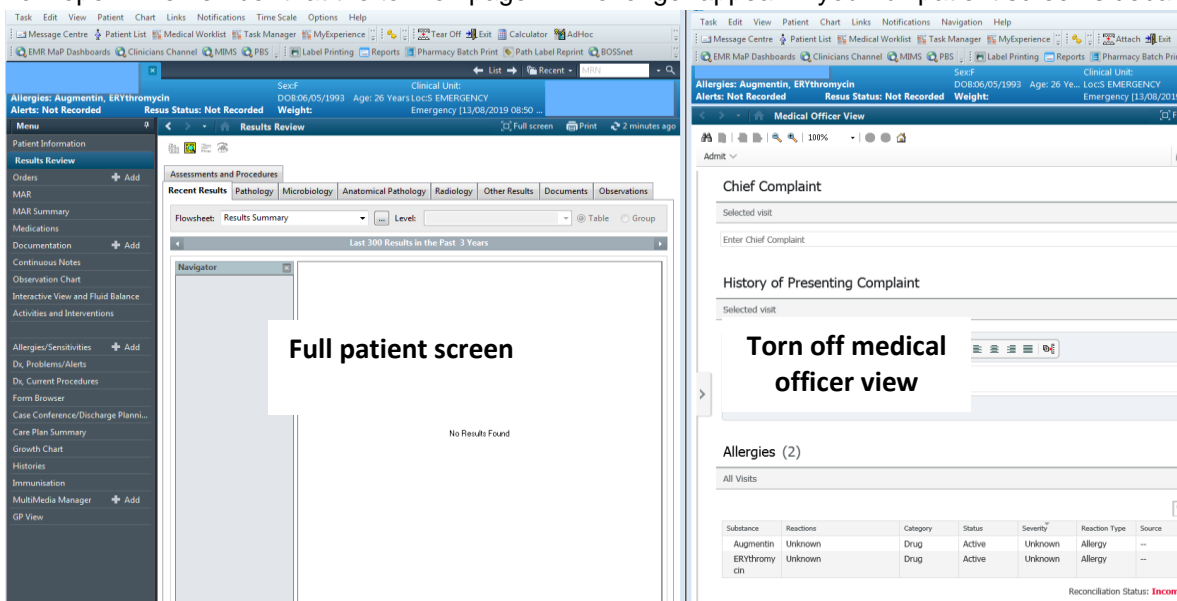 Task Edit View Patient Chart Links Notifications Time Scale Options Help
Message Centre Patient List Medical Worklist Task Manager MyExperience Tear Off Exit Calculator AdHoc
EMR MaP Dashboards Clinicians Channel MIMS PBS Label Printing Reports Pharmacy Batch Print Path Label Reprint BOSSnet
List Recent MRN
Sex:F Clinical Unit:
Allergies: Augmentin, ERYthromycin DOB:06/05/1993 Age: 26 Years Loc:S EMERGENCY
Alerts: Not Recorded Resus Status: Not Recorded Weight: Emergency [13/08/2019 08:50 ...
Menu Results Review Full screen Print 2 minutes ago
Patient Information
Results Review
Orders Add
MAR
MAR Summary
Medications
Documentation Add
Continuous Notes
Observation Chart
Interactive View and Fluid Balance
Activities and Interventions
Allergies/Sensitivities Add
Dx, Problems/Alerts
Dx, Current Procedures
Form Browser
Case Conference/Discharge Planni...
Care Plan Summary
Growth Chart
Histories
Immunisation
MultiMedia Manager Add
GP View
Assessments and Procedures
Recent Results Pathology Microbiology Anatomical Pathology Radiology Other Results Documents Observations
Flowsheet: Results Summary ... Level: Table Group
Last 300 Results in the Past 3 Years
Navigator
Full patient screen
No Results Found
Task Edit View Patient Chart Links Notifications Navigation Help
Message Centre Patient List Medical Worklist Task Manager MyExperience Attach Exit
EMR MaP Dashboards Clinicians Channel MIMS PBS Label Printing Reports Pharmacy Batch Prin
Sex:F Clinical Unit:
Allergies: Augmentin, ERYthromycin DOB:06/05/1993 Age: 26 Ye... Loc:S EMERGENCY
Alerts: Not Recorded Resus Status: Not Recorded Weight: Emergency [13/08/2019
Medical Officer View F
100%
Admit
Chief Complaint
Selected visit
Enter Chief Complaint
History of Presenting Complaint
Selected visit
Torn off medical
officer view
Allergies (2)
All Visits
Substance Reactions Category Status Severity Reaction Type Source
Augmentin Unknown Drug Active Unknown Allergy --
ERYthromy Unknown Drug Active Unknown Allergy --
cin
Reconciliation Status: Incom